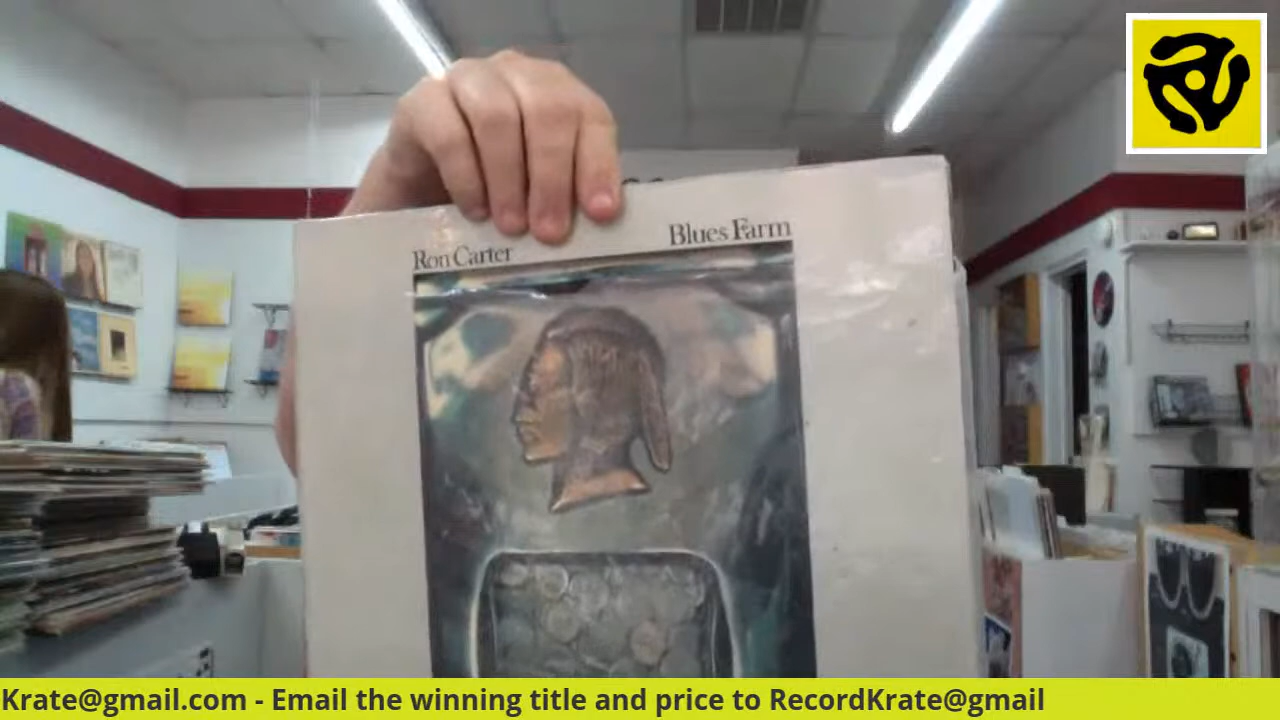 Ron Carter
Blues Farm
Krate@gmail.com - Email the winning title and price to RecordKrate@gmail